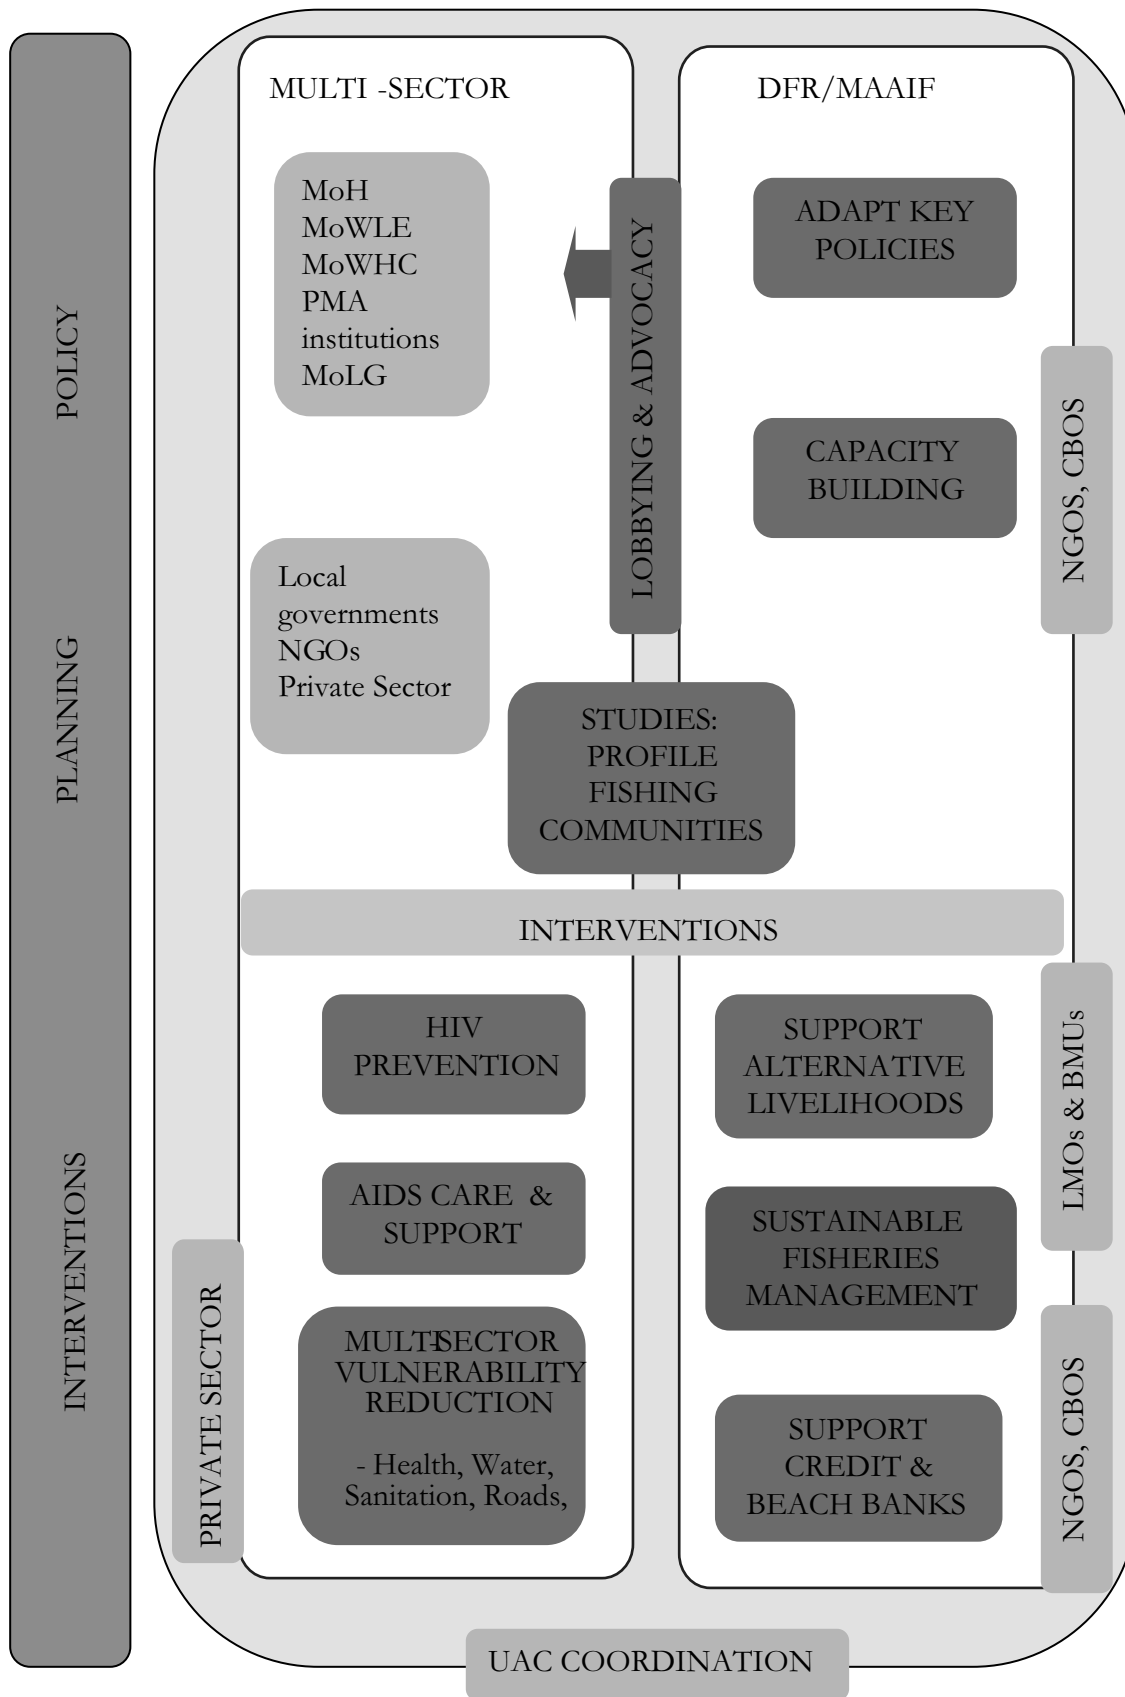 MULTI -SECTOR
DFR/MAAIF
POLICY
PLANNING
INTERVENTIONS
MoH
MoWLE
MoWHC
PMA
institutions
MoLG
LOBBYING & ADVOCACY
ADAPT KEY
POLICIES
CAPACITY
BUILDING
NGOS, CBOS
Local
governments
NGOs
Private Sector
STUDIES:
PROFILE
FISHING
COMMUNITIES
INTERVENTIONS
HIV
PREVENTION
AIDS CARE &
SUPPORT
MULTI-SECTOR
VULNERABILITY
REDUCTION
- Health, Water,
Sanitation, Roads,
PRIVATE SECTOR
SUPPORT
ALTERNATIVE
LIVELIHOODS
SUSTAINABLE
FISHERIES
MANAGEMENT
SUPPORT
CREDIT &
BEACH BANKS
LMOs & BMUs
NGOS, CBOS
UAC COORDINATION